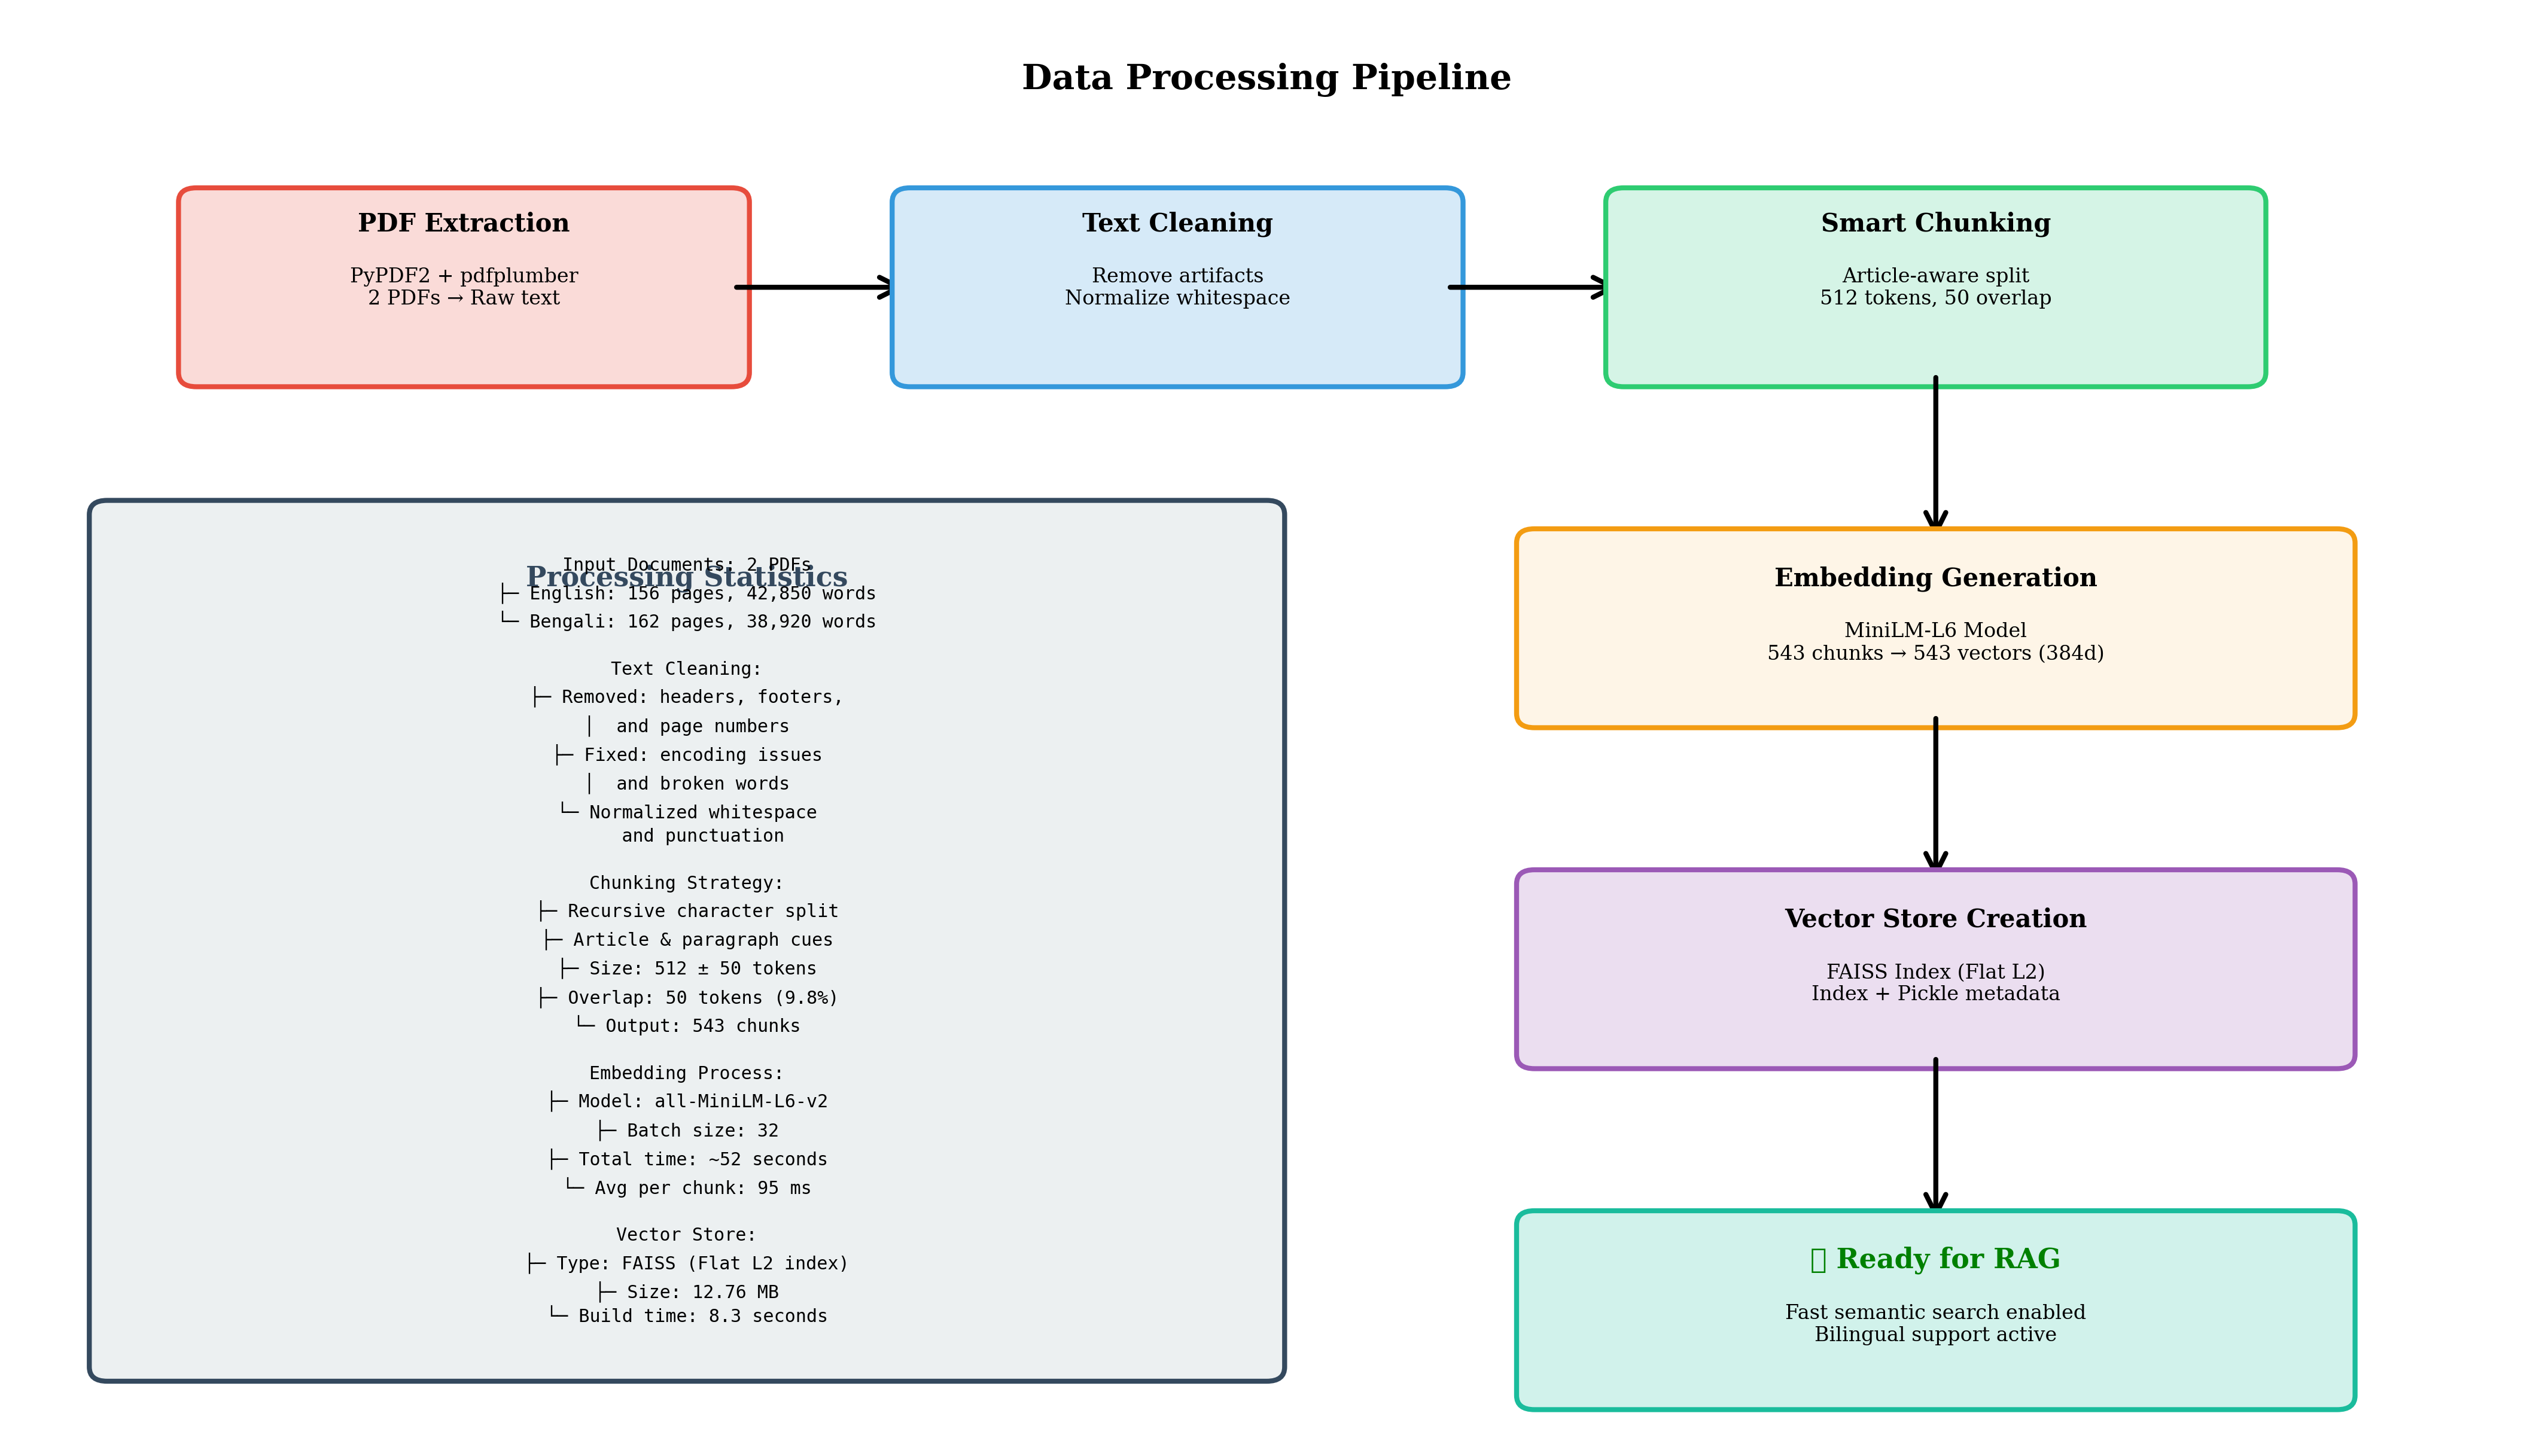 Data Processing Pipeline
PDF Extraction
PyPDF2 + pdfplumber
2 PDFs → Raw text
Text Cleaning
Remove artifacts
Normalize whitespace
Smart Chunking
Article-aware split
512 tokens, 50 overlap
Processing Statistics
Input Documents: 2 PDFs
├─ English: 156 pages, 42,850 words
└─ Bengali: 162 pages, 38,920 words
Text Cleaning:
├─ Removed: headers, footers,
│  and page numbers
├─ Fixed: encoding issues
│  and broken words
└─ Normalized whitespace
and punctuation
Chunking Strategy:
├─ Recursive character split
├─ Article & paragraph cues
├─ Size: 512 ± 50 tokens
├─ Overlap: 50 tokens (9.8%)
└─ Output: 543 chunks
Embedding Process:
├─ Model: all-MiniLM-L6-v2
├─ Batch size: 32
├─ Total time: ~52 seconds
└─ Avg per chunk: 95 ms
Vector Store:
├─ Type: FAISS (Flat L2 index)
├─ Size: 12.76 MB
└─ Build time: 8.3 seconds
Embedding Generation
MiniLM-L6 Model
543 chunks → 543 vectors (384d)
Vector Store Creation
FAISS Index (Flat L2)
Index + Pickle metadata
Ready for RAG
Fast semantic search enabled
Bilingual support active